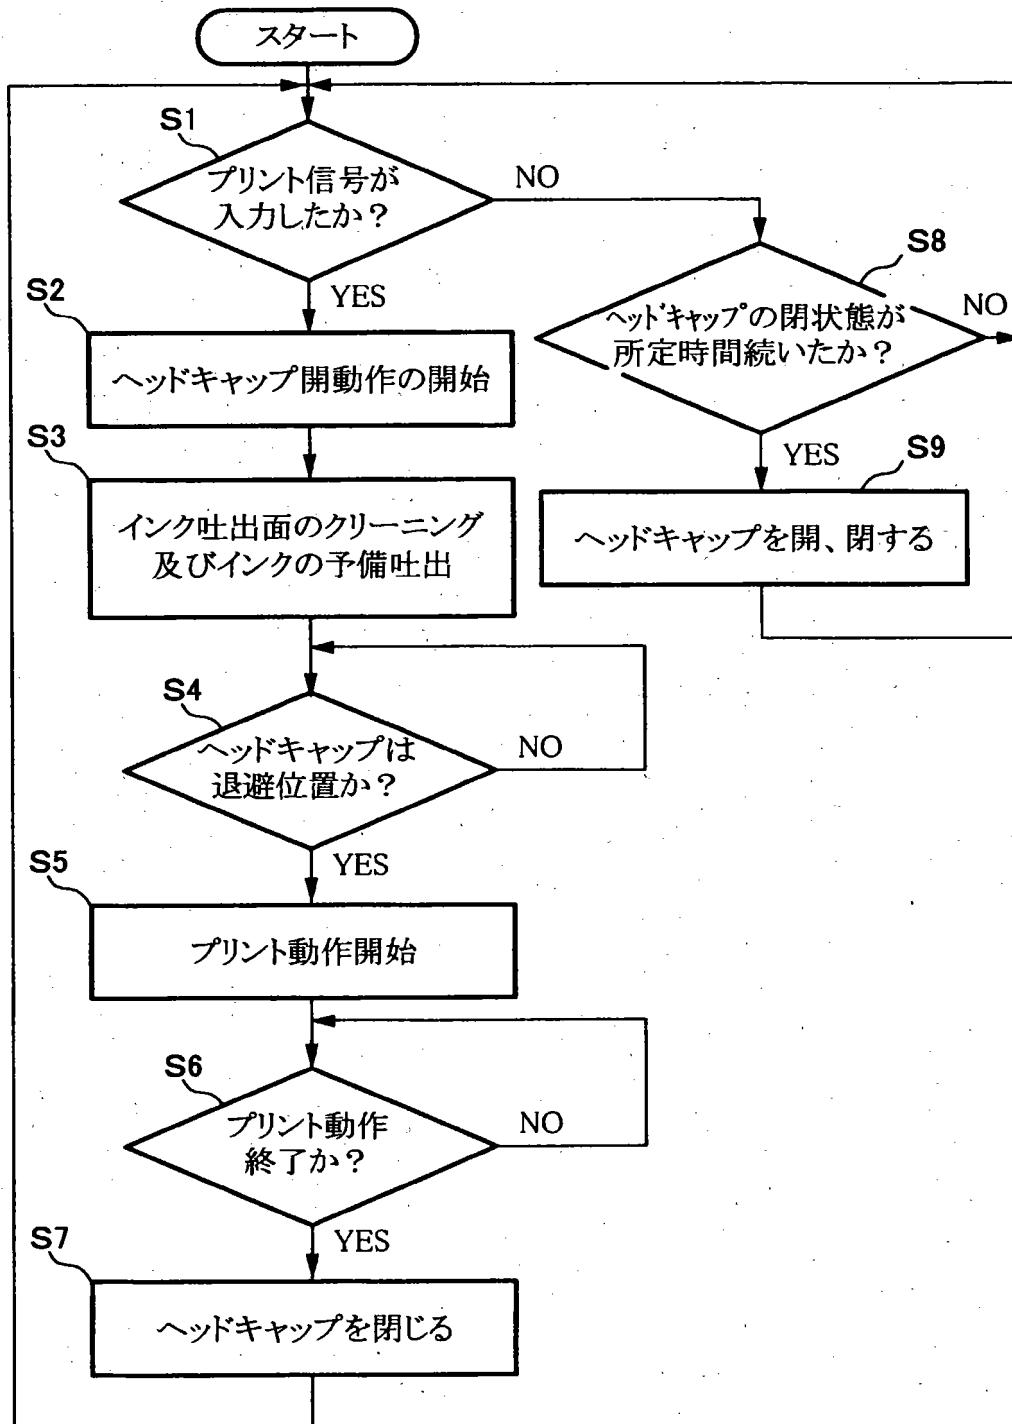 スタート
S1
プリント信号が
入力したか？
NO
YES
S2
ヘッドキャップ開動作の開始
S3
インク吐出面のクリーニング
及びインクの予備吐出
S4
ヘッドキャップは
退避位置か？
NO
YES
S5
プリント動作開始
S6
プリント動作
終了か？
NO
YES
S7
ヘッドキャップを閉じる
S8
ヘッドキャップの閉状態が
所定時間続いたか？
NO
YES
S9
ヘッドキャップを開、閉する